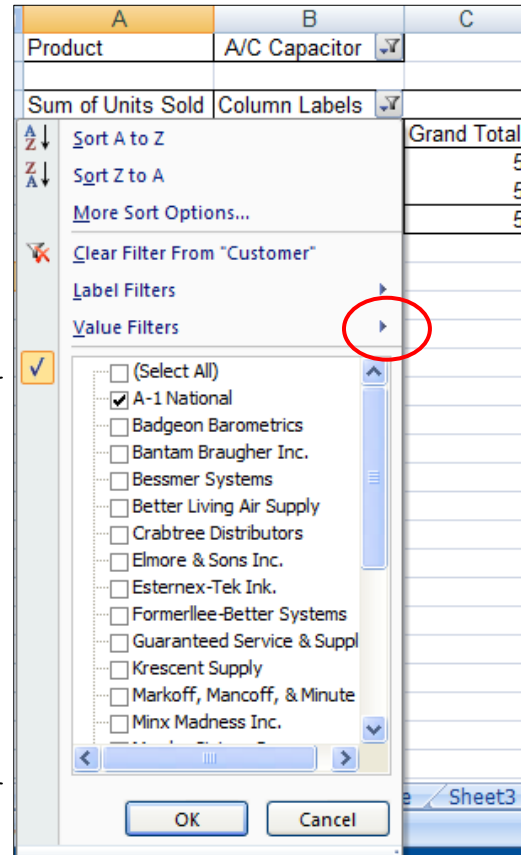 A B C
Product A/C Capacitor
Sum of Units Sold Column Labels
Sort A to Z Grand Total
Sort Z to A 5
5
More Sort Options... 5
Clear Filter From "Customer"
Label Filters
Value Filters
(Select All)
A-1 National
Badgeon Barometrics
Bantam Braugher Inc.
Bessmer Systems
Better Living Air Supply
Crabtree Distributors
Elmore & Sons Inc.
Esternex-Tek Ink.
Formerllee-Better Systems
Guaranteed Service & Suppl
Krescent Supply
Markoff, Mancoff, & Minute
Minx Madness Inc.
e Sheet3
OK Cancel